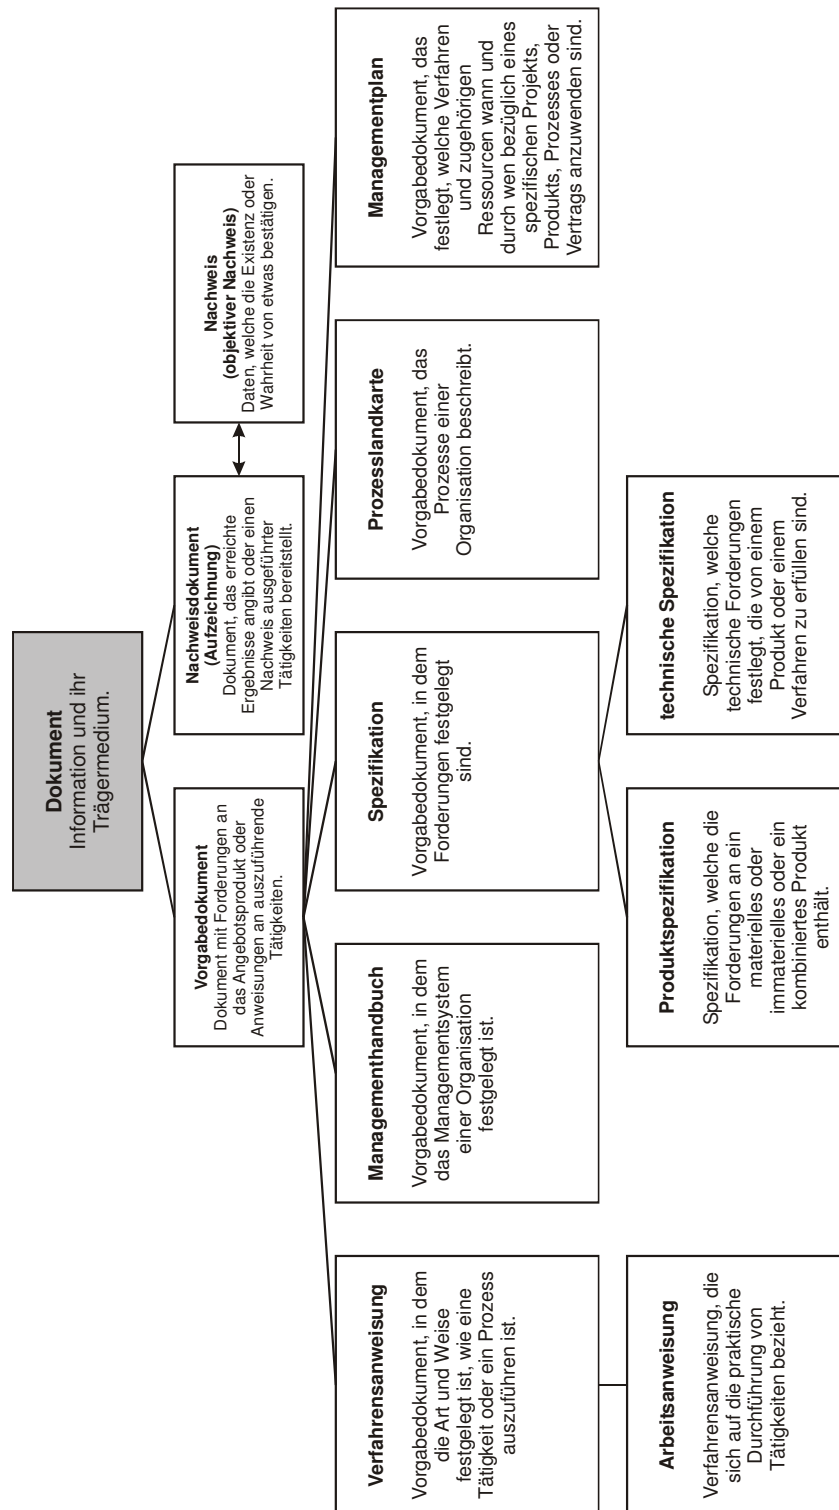 Dokument
Information und ihr
Trägermedium.
Vorgabedokument
Dokument mit Forderungen an
das Angebotsprodukt oder
Anweisungen an auszuführende
Tätigkeiten.
Nachweisdokument
(Aufzeichnung)
Dokument, das erreichte
Ergebnisse angibt oder einen
Nachweis ausgeführter
Tätigkeiten bereitstellt.
Nachweis
(objektiver Nachweis)
Daten, welche die Existenz oder
Wahrheit von etwas bestätigen.
Verfahrensanweisung
Vorgabedokument, in dem
die Art und Weise
festgelegt ist, wie eine
Tätigkeit oder ein Prozess
auszuführen ist.
Managementhandbuch
Vorgabedokument, in dem
das Managementsystem
einer Organisation
festgelegt ist.
Spezifikation
Vorgabedokument, in dem
Forderungen festgelegt
sind.
Prozesslandkarte
Vorgabedokument, das
Prozesse einer
Organisation beschreibt.
Managementplan
Vorgabedokument, das
festlegt, welche Verfahren
und zugehörigen
Ressourcen wann und
durch wen bezüglich eines
spezifischen Projekts,
Produkts, Prozesses oder
Vertrags anzuwenden sind.
Arbeitsanweisung
Verfahrensanweisung, die
sich auf die praktische
Durchführung von
Tätigkeiten bezieht.
Produktspezifikation
Spezifikation, welche die
Forderungen an ein
materielles oder
immaterielles oder ein
kombiniertes Produkt
enthält.
technische Spezifikation
Spezifikation, welche
technische Forderungen
festlegt, die von einem
Produkt oder einem
Verfahren zu erfüllen sind.